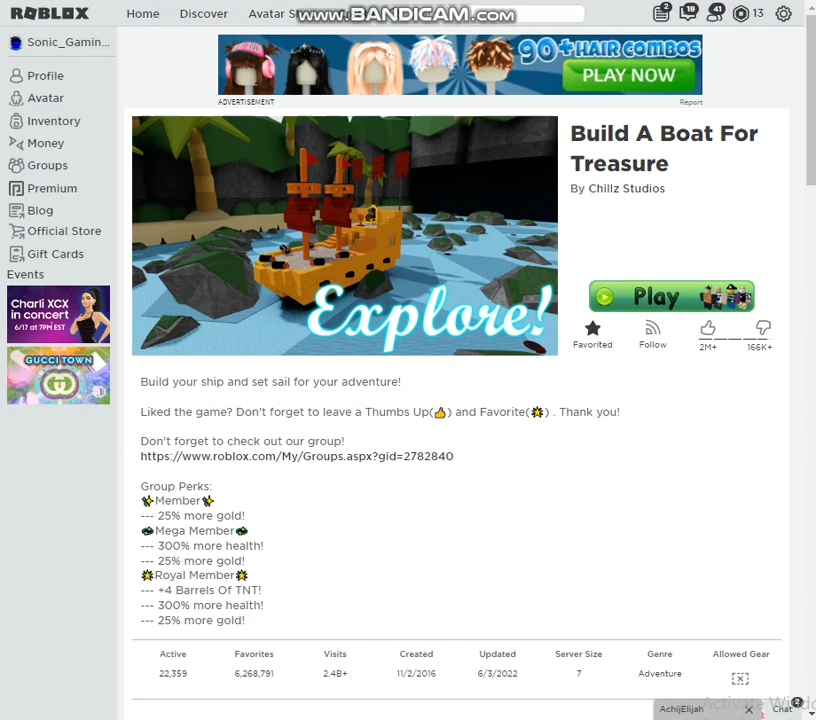 ROBLOX
Home
Discover
Avatar S
www.BANDICAM.com
2
19
41
13
Sonic_Gamin...
Profile
Avatar
Inventory
Money
Groups
Premium
Blog
Official Store
Gift Cards
Events
Charli XCX
in concert
6/17 at 7PM EST
GUCCI TOWN
90+ HAIR COMBOS
PLAY NOW
ADVERTISEMENT
Report
Explore!
Build A Boat For
Treasure
By Chillz Studios
Play
Favorited
Follow
2M+
166K+
Build your ship and set sail for your adventure!
Liked the game? Don't forget to leave a Thumbs Up(👍) and Favorite(🌟) . Thank you!
Don't forget to check out our group!
https://www.roblox.com/My/Groups.aspx?gid=2782840
Group Perks:
✨Member✨
--- 25% more gold!
Mega Member
--- 300% more health!
--- 25% more gold!
🌟Royal Member🌟
--- +4 Barrels Of TNT!
--- 300% more health!
--- 25% more gold!
Active
Favorites
Visits
Created
Updated
Server Size
Genre
Allowed Gear
22,359
6,268,791
2.4B+
11/2/2016
6/3/2022
7
Adventure
AchijElijah
Chat
2
Activate Windo